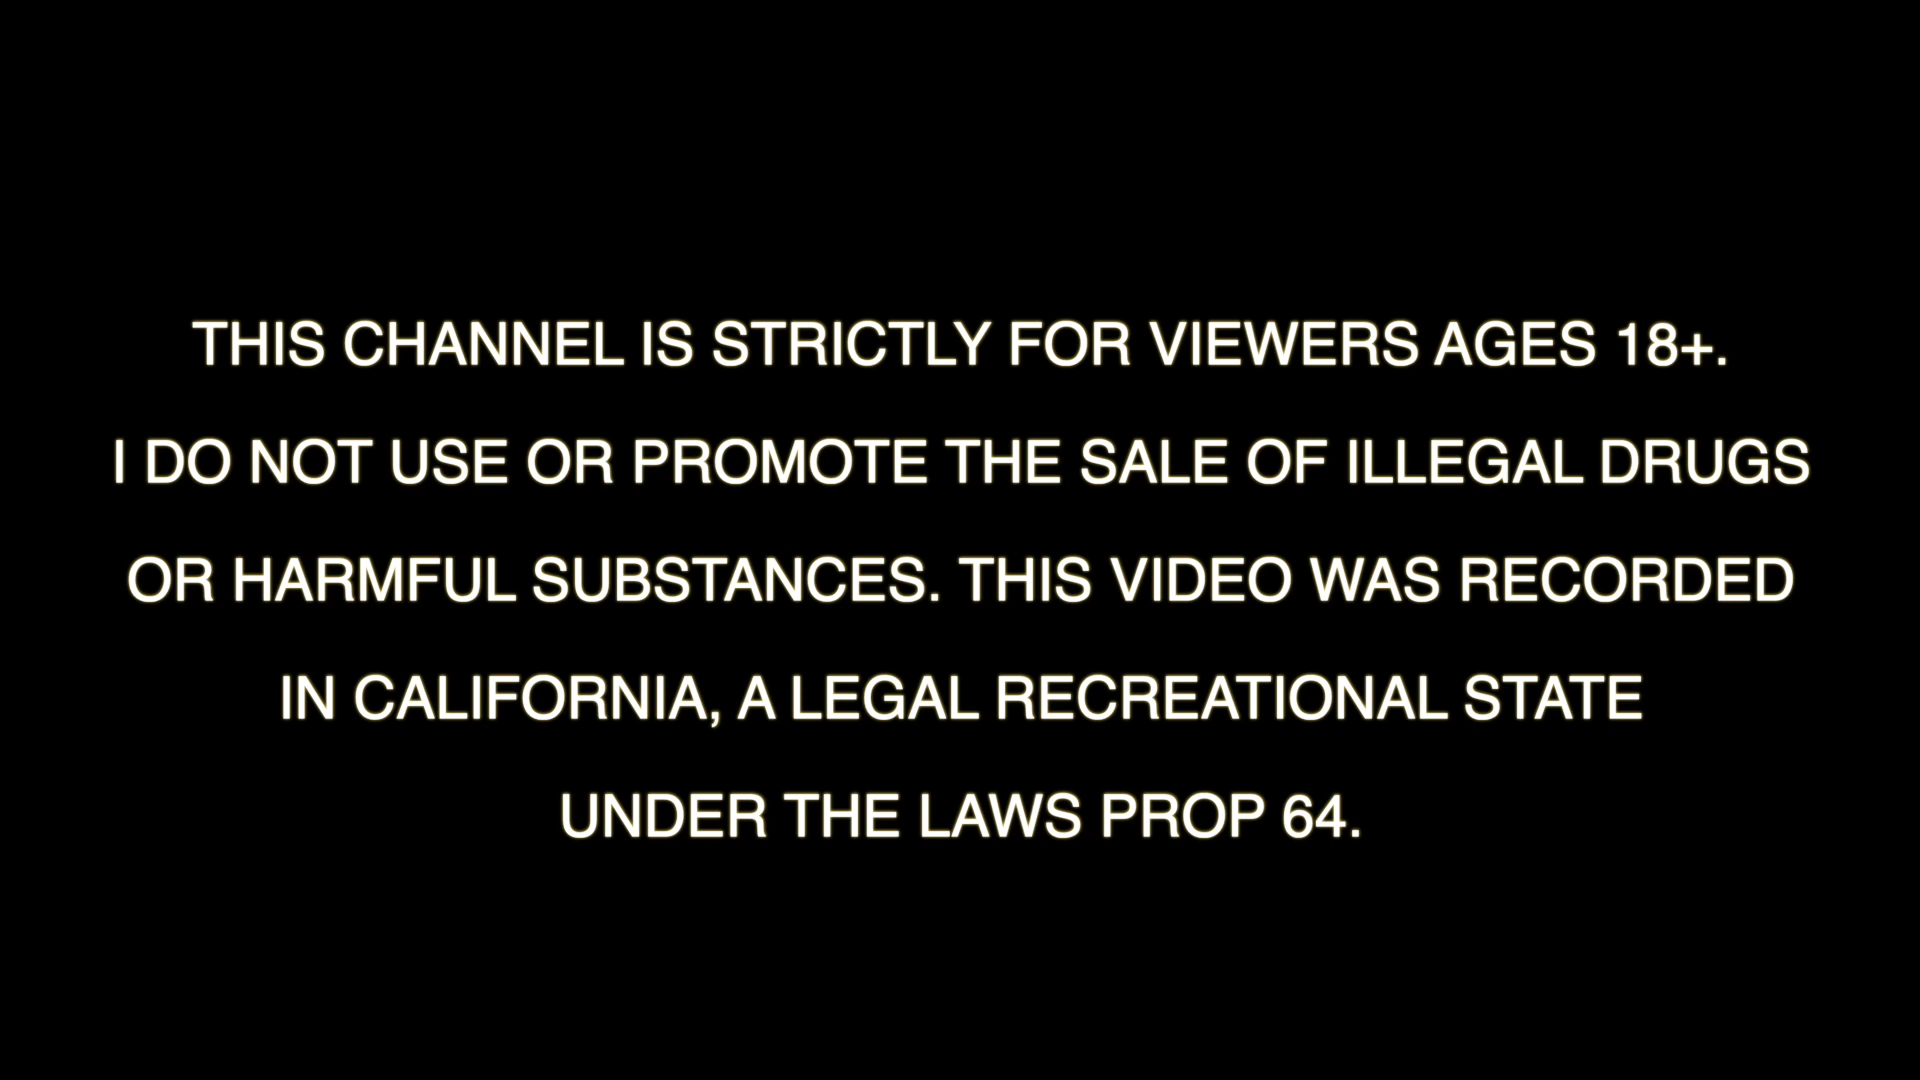 THIS CHANNEL IS STRICTLY FOR VIEWERS AGES 18+.
I DO NOT USE OR PROMOTE THE SALE OF ILLEGAL DRUGS
OR HARMFUL SUBSTANCES. THIS VIDEO WAS RECORDED
IN CALIFORNIA, A LEGAL RECREATIONAL STATE
UNDER THE LAWS PROP 64.